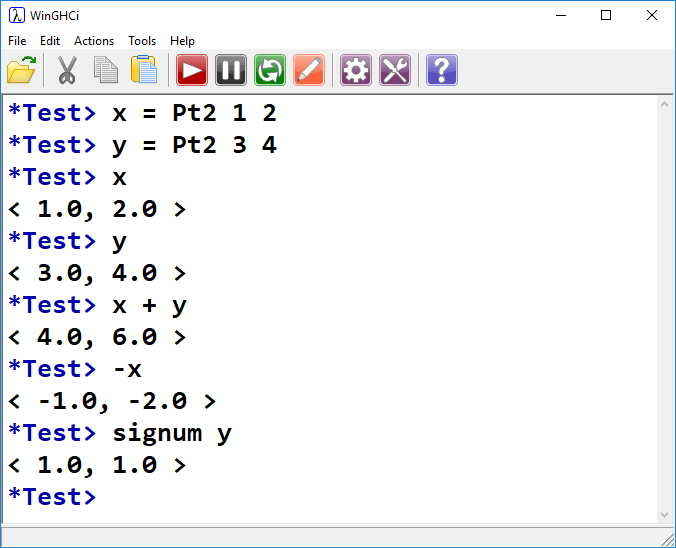 WinGHCi
File Edit Actions Tools Help
*Test> x = Pt2 1 2
*Test> y = Pt2 3 4
*Test> x
< 1.0, 2.0 >
*Test> y
< 3.0, 4.0 >
*Test> x + y
< 4.0, 6.0 >
*Test> -x
< -1.0, -2.0 >
*Test> signum y
< 1.0, 1.0 >
*Test>